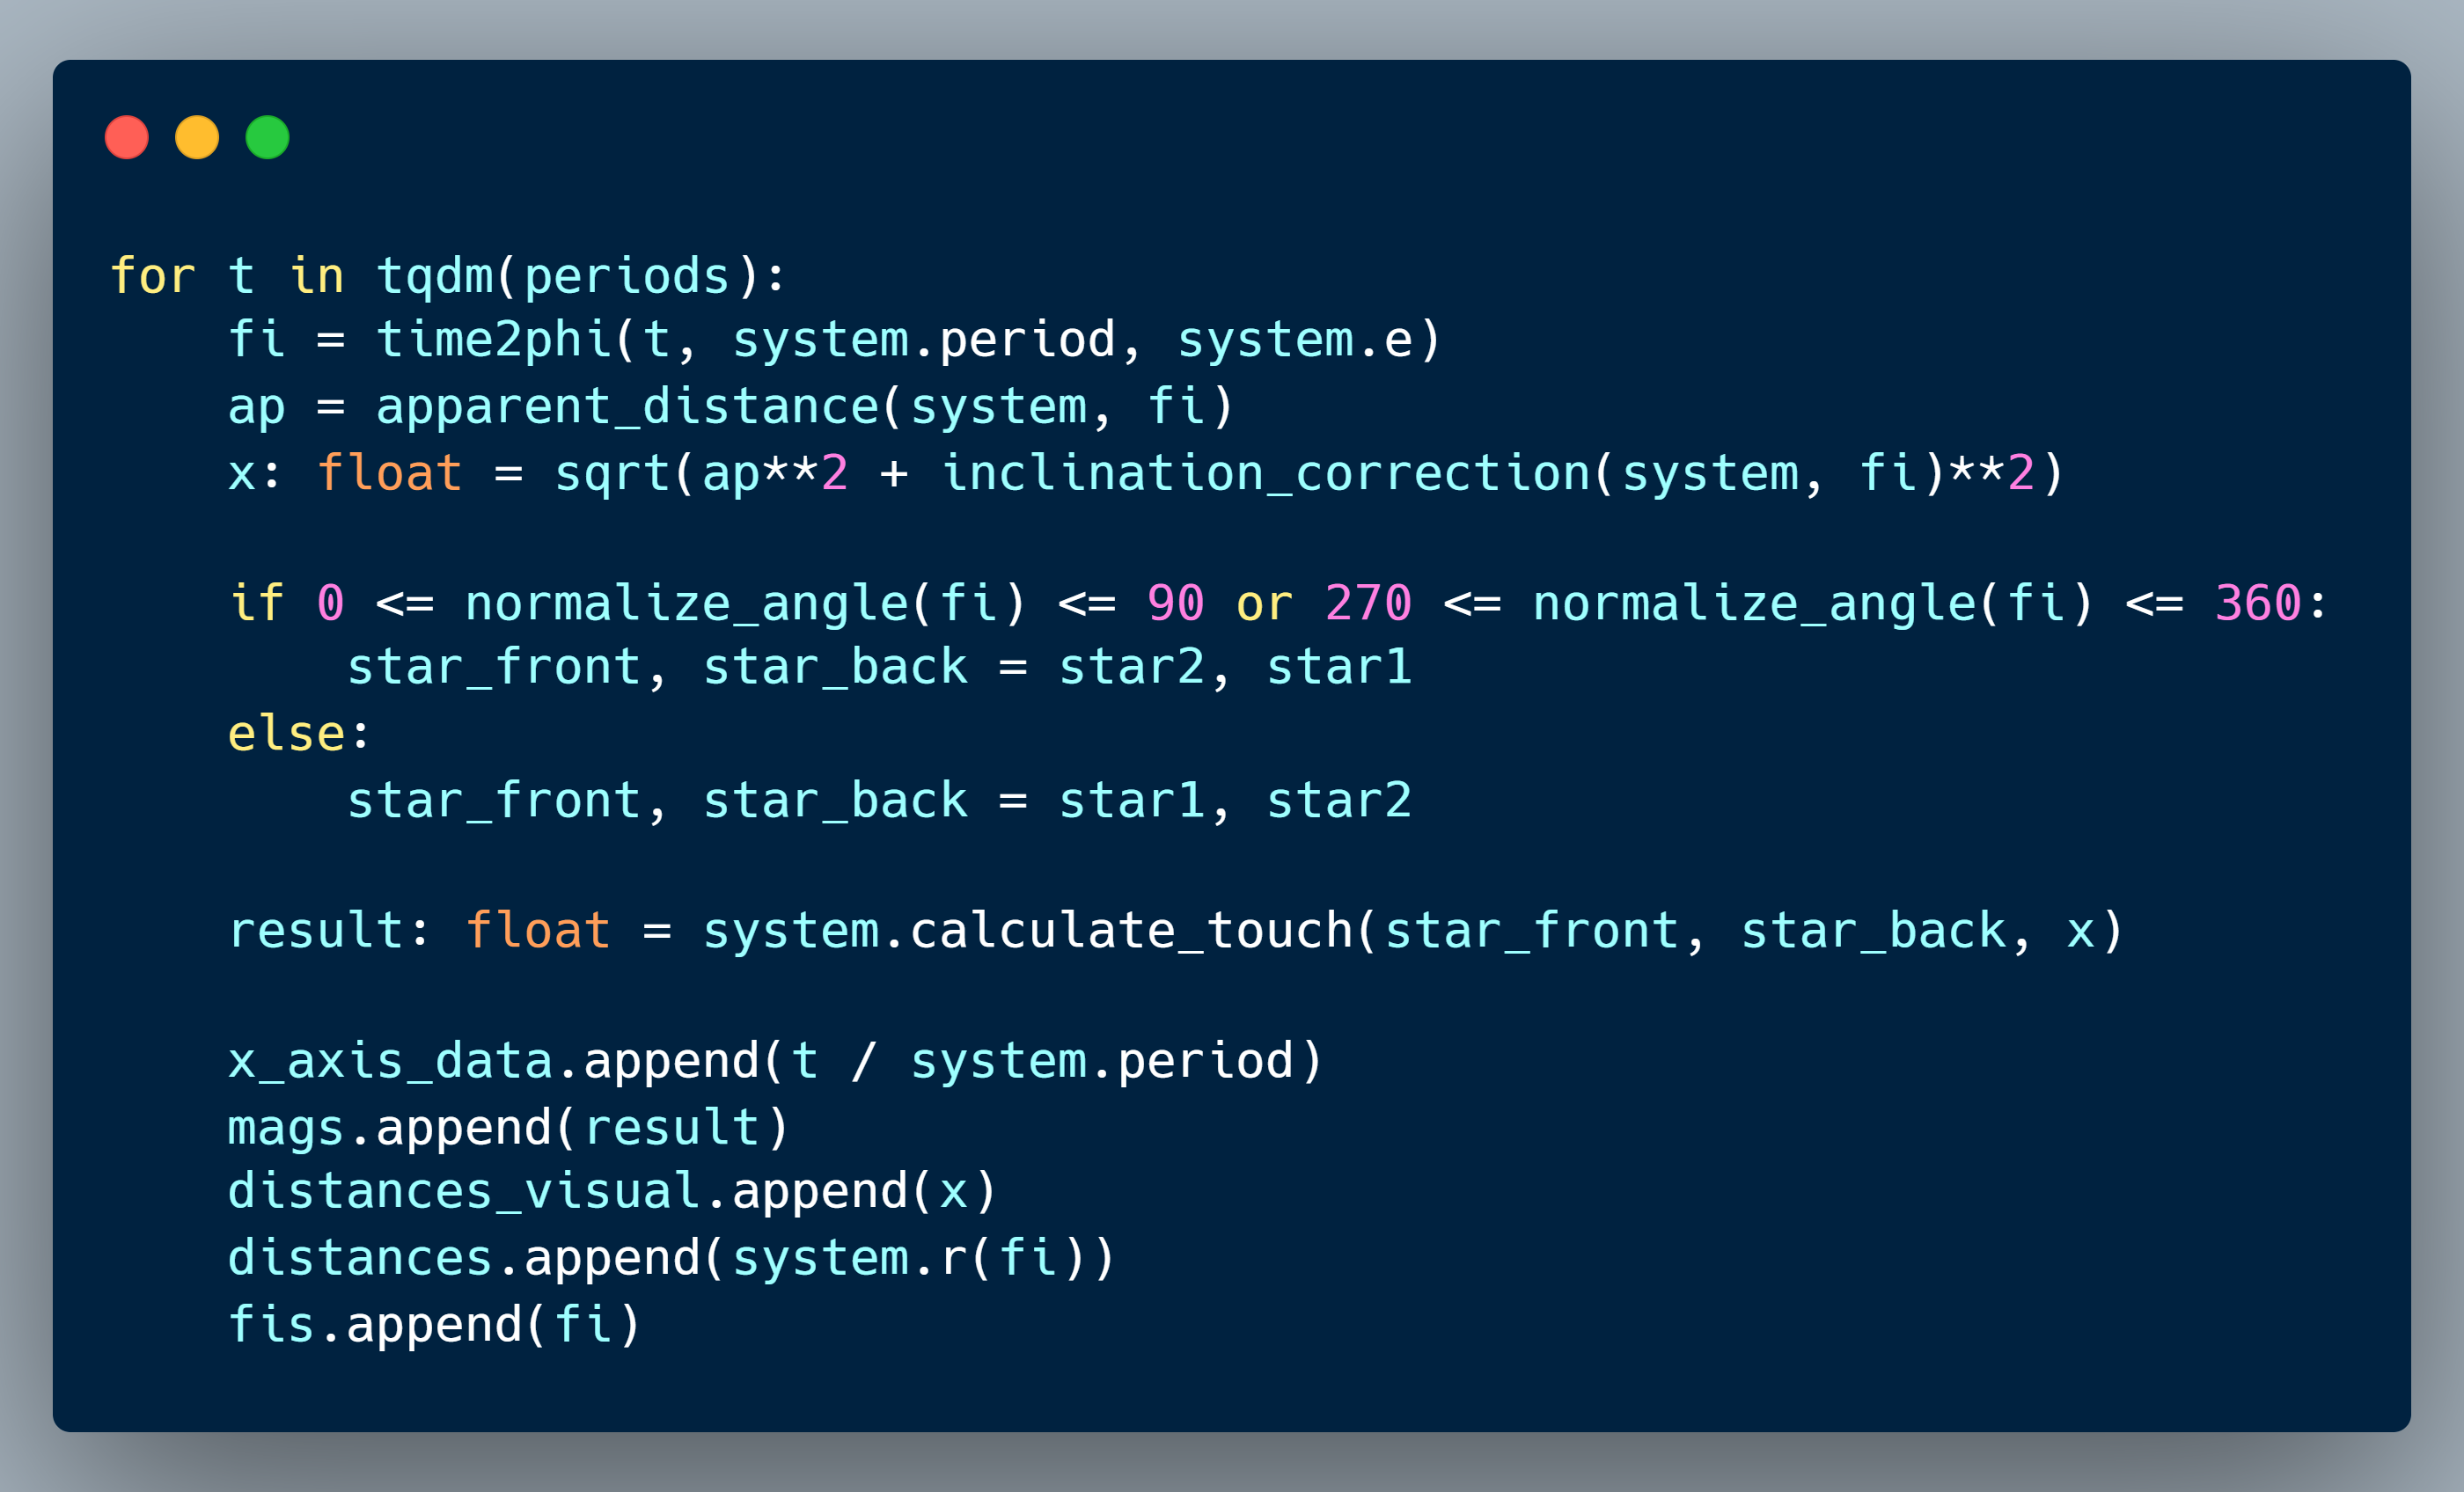 for t in tqdm(periods):
    fi = time2phi(t, system.period, system.e)
    ap = apparent_distance(system, fi)
    x: float = sqrt(ap**2 + inclination_correction(system, fi)**2)

    if 0 <= normalize_angle(fi) <= 90 or 270 <= normalize_angle(fi) <= 360:
        star_front, star_back = star2, star1
    else:
        star_front, star_back = star1, star2

    result: float = system.calculate_touch(star_front, star_back, x)

    x_axis_data.append(t / system.period)
    mags.append(result)
    distances_visual.append(x)
    distances.append(system.r(fi))
    fis.append(fi)